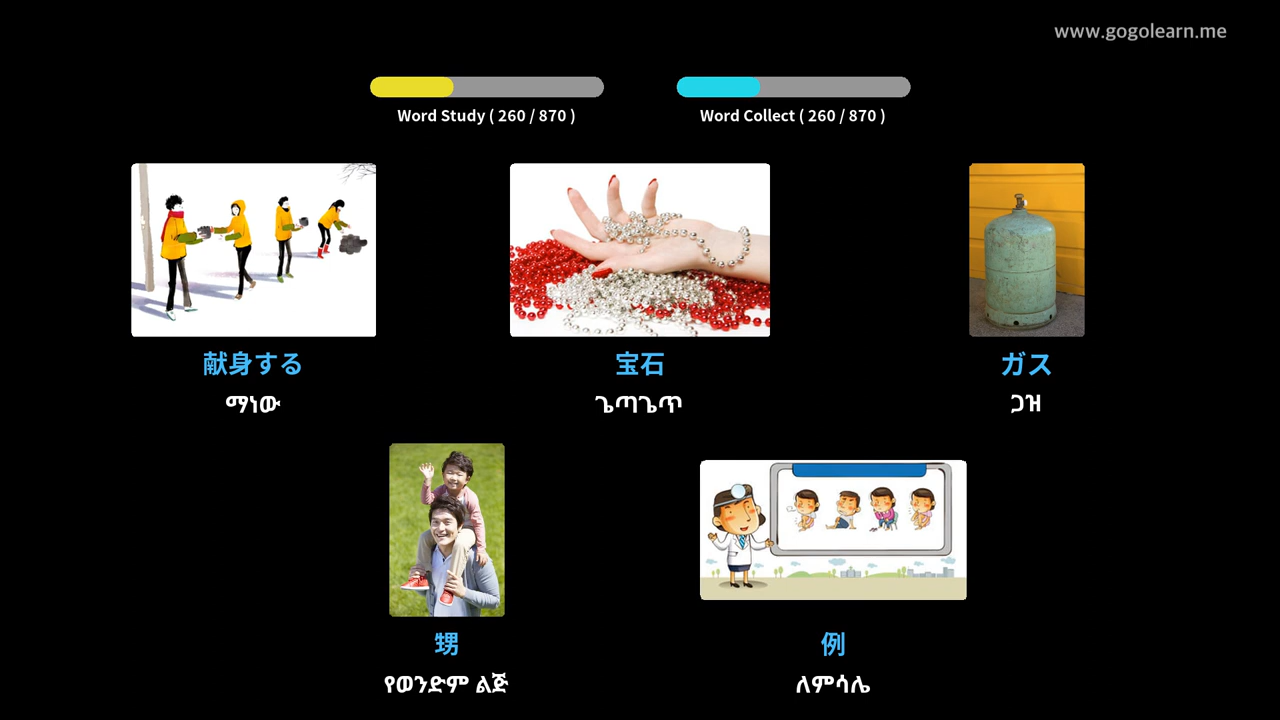 www.gogolearn.me
Word Study ( 260 / 870 )
Word Collect ( 260 / 870 )
献身する
ማነው
宝石
ጌጣጌጥ
ガス
ጋዝ
甥
የወንድም ልጅ
例
ለምሳሌ